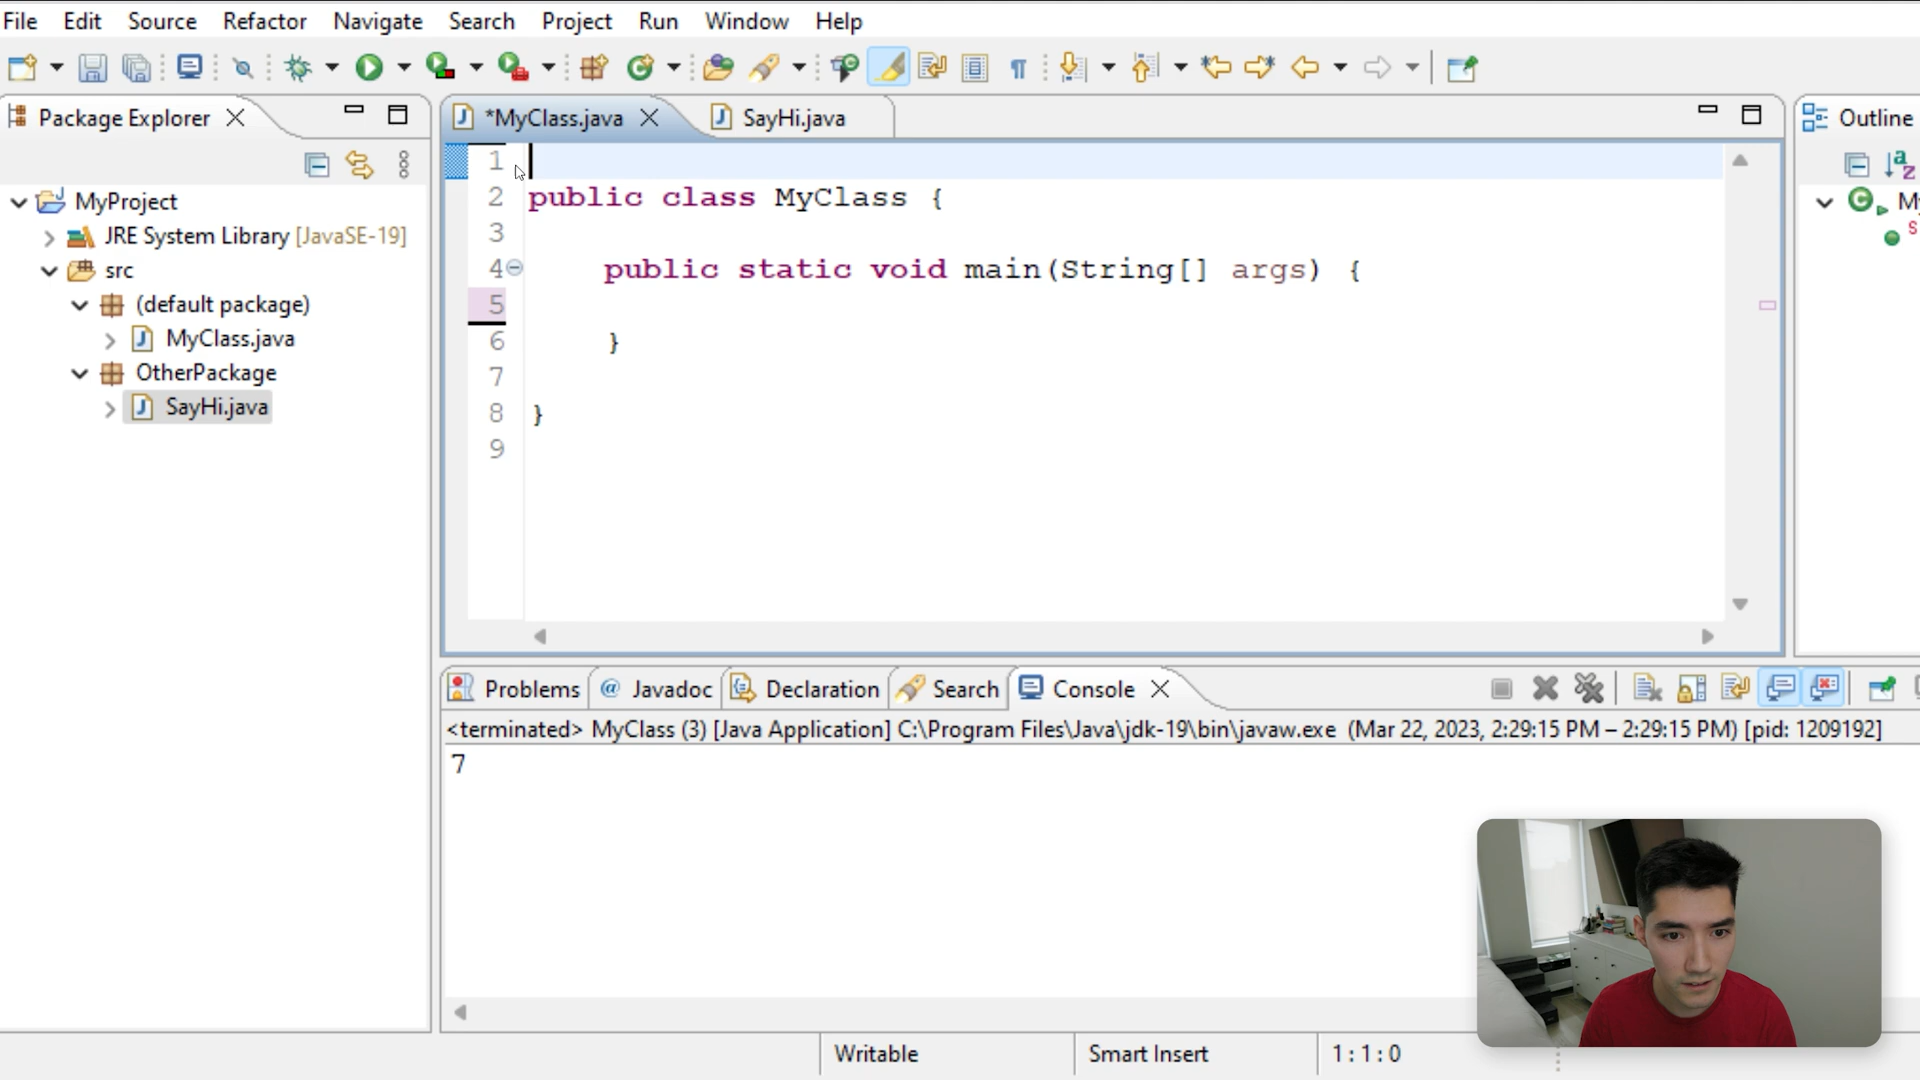 File Edit Source Refactor Navigate Search Project Run Window Help
Package Explorer
*MyClass.java
SayHi.java
Outline
MyProject
JRE System Library [JavaSE-19]
src
(default package)
MyClass.java
OtherPackage
SayHi.java
1
2 public class MyClass {
3
4 public static void main(String[] args) {
5
6 }
7
8 }
9
Problems @ Javadoc Declaration Search Console
<terminated> MyClass (3) [Java Application] C:\Program Files\Java\jdk-19\bin\javaw.exe (Mar 22, 2023, 2:29:15 PM – 2:29:15 PM) [pid: 1209192]
7
Writable Smart Insert 1 : 1 : 0